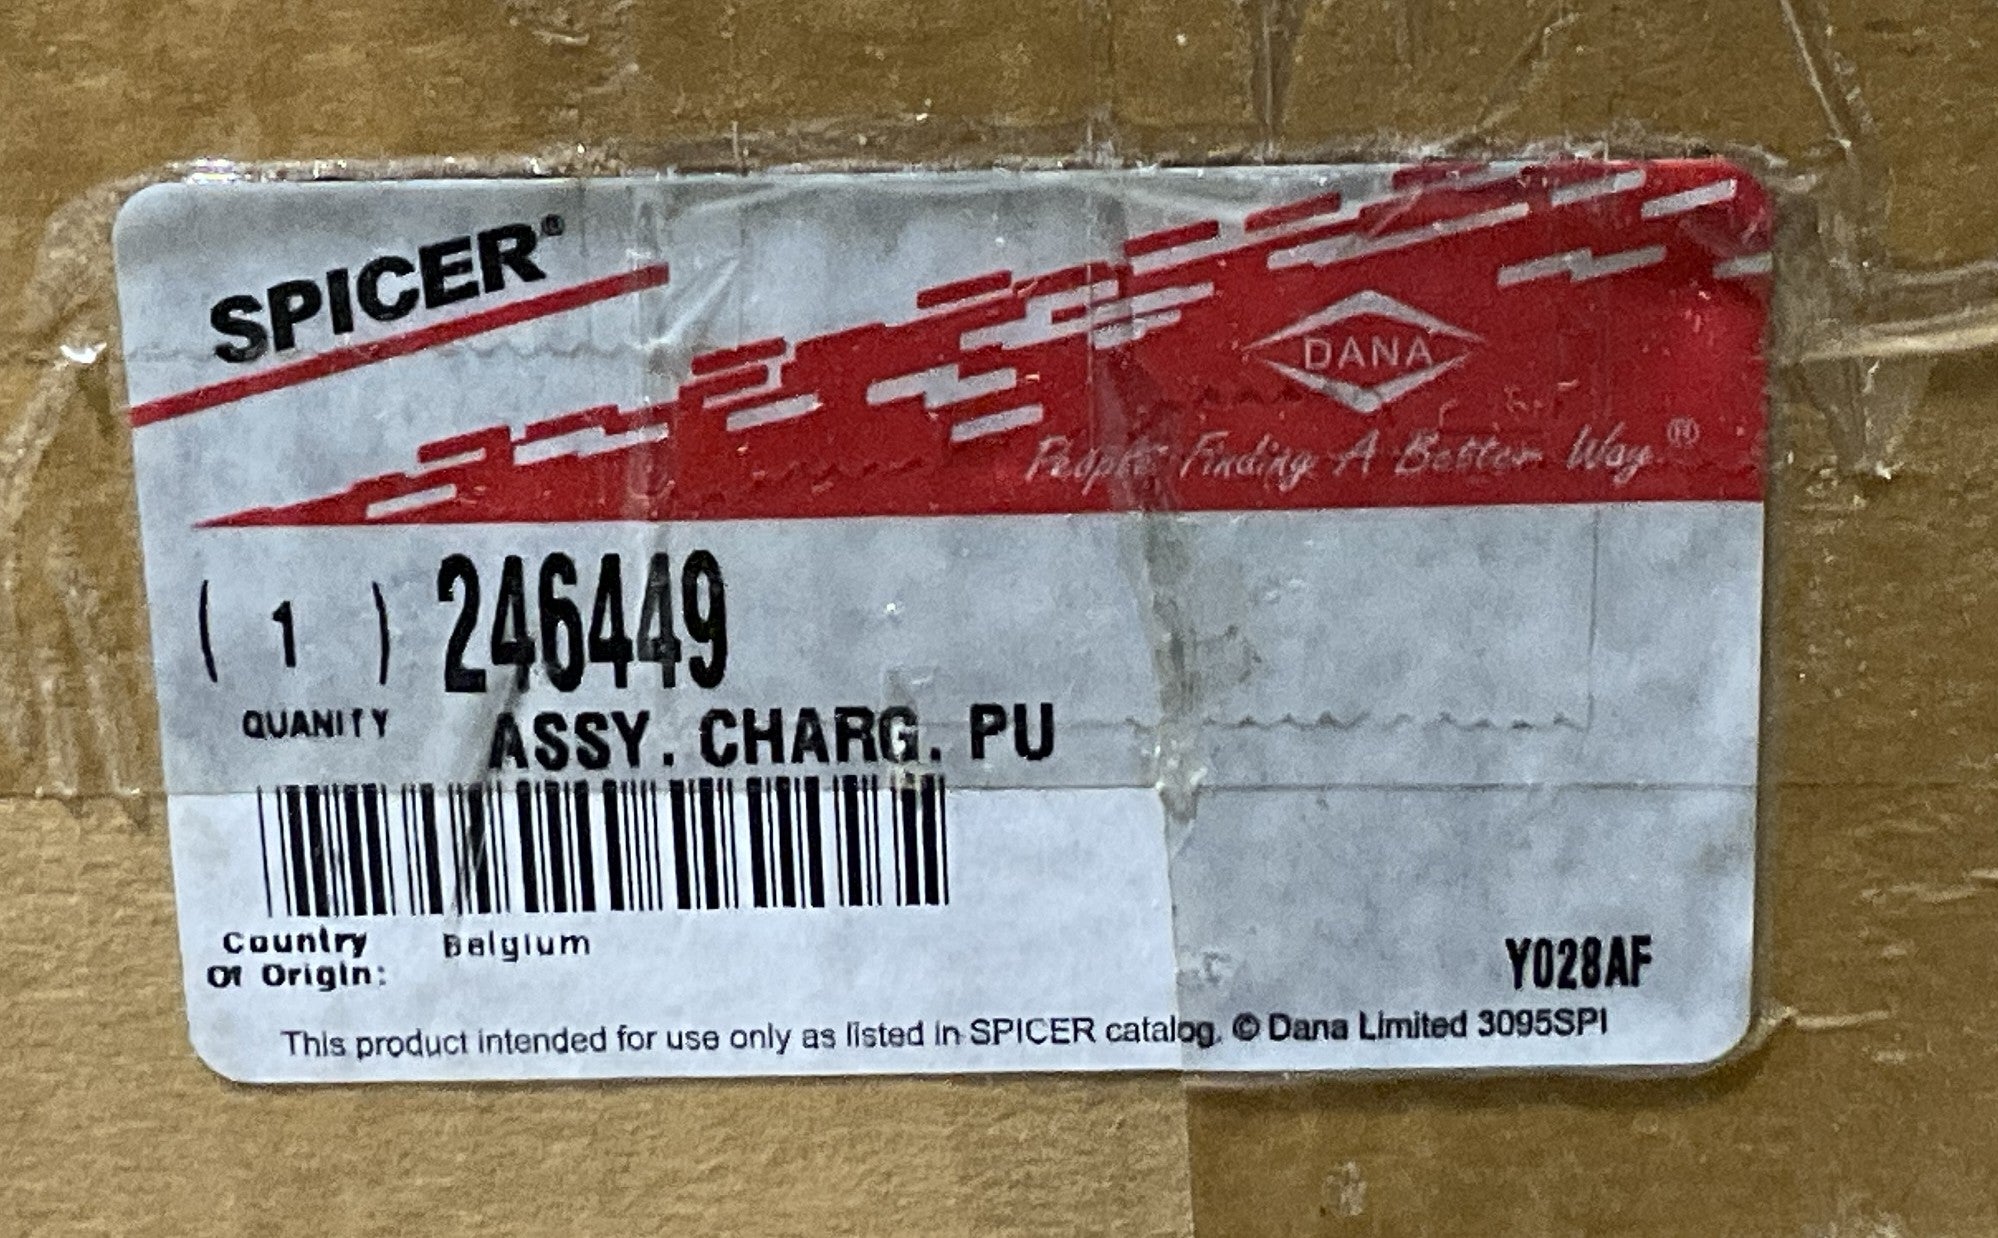 SPICER®
DANA
People Finding A Better Way®
( 1 ) 246449
QUANITY
ASSY. CHARG. PU
Country
Of Origin:
Belgium
Y028AF
This product intended for use only as listed in SPICER catalog. © Dana Limited 3095SPI